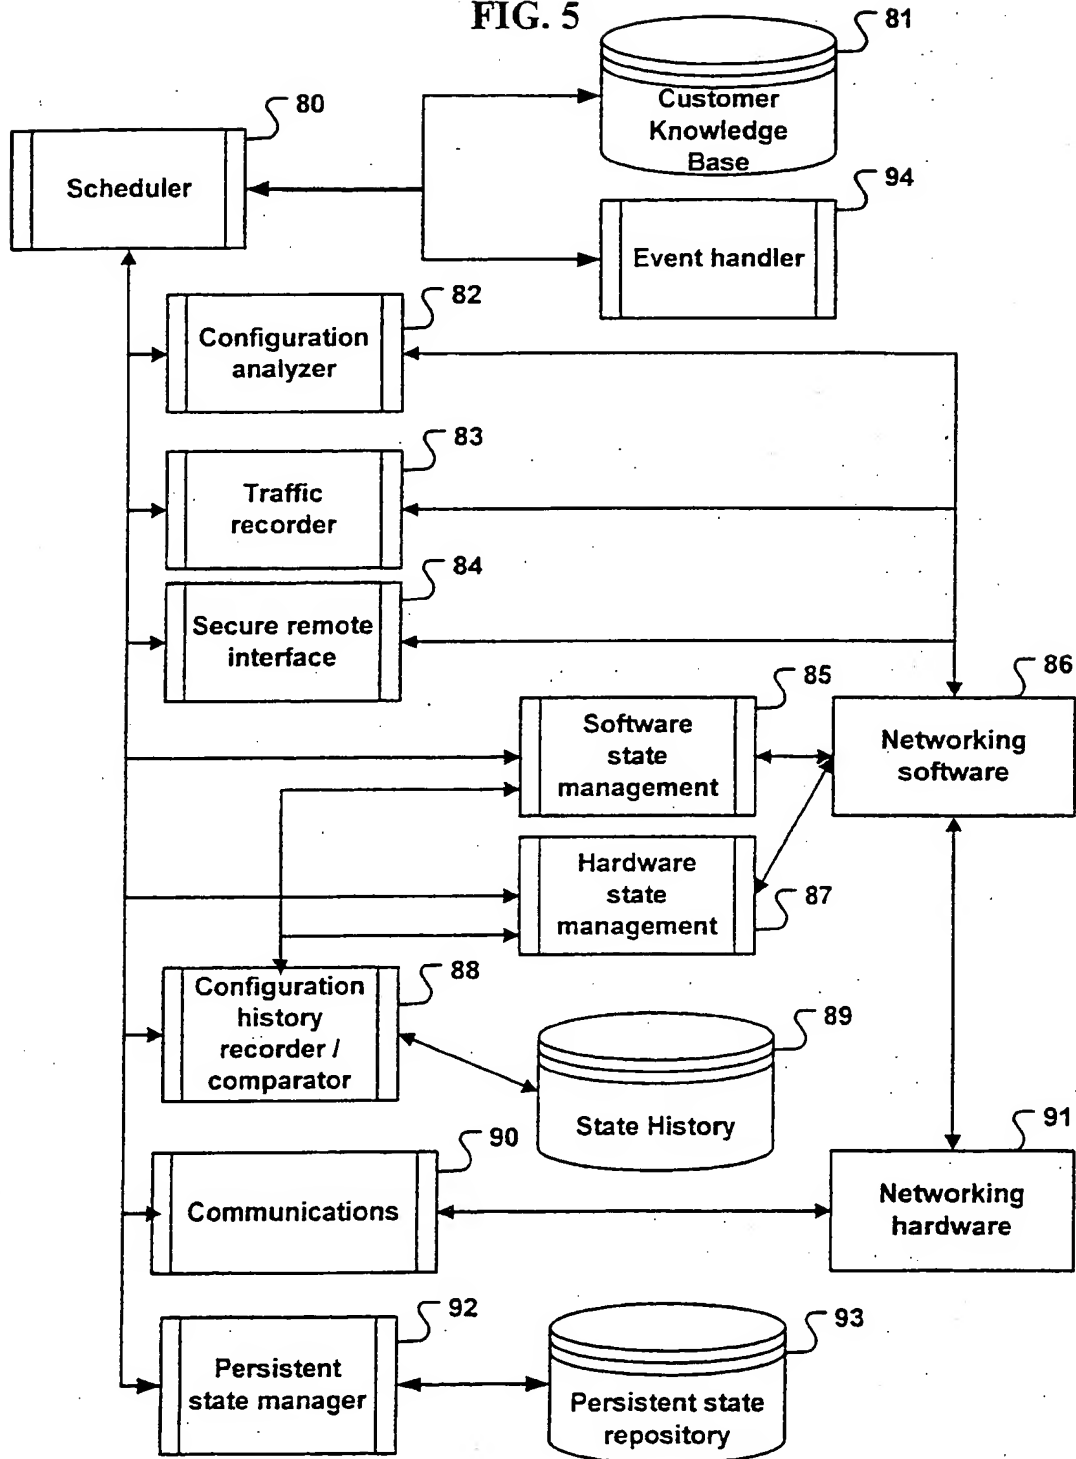 FIG. 5
81
Customer
Knowledge
Base
80
Scheduler
94
Event handler
82
Configuration
analyzer
83
Traffic
recorder
84
Secure remote
interface
85
Software
state
management
86
Networking
software
Hardware
state
management
87
88
Configuration
history
recorder /
comparator
89
State History
90
Communications
91
Networking
hardware
92
Persistent
state manager
93
Persistent state
repository